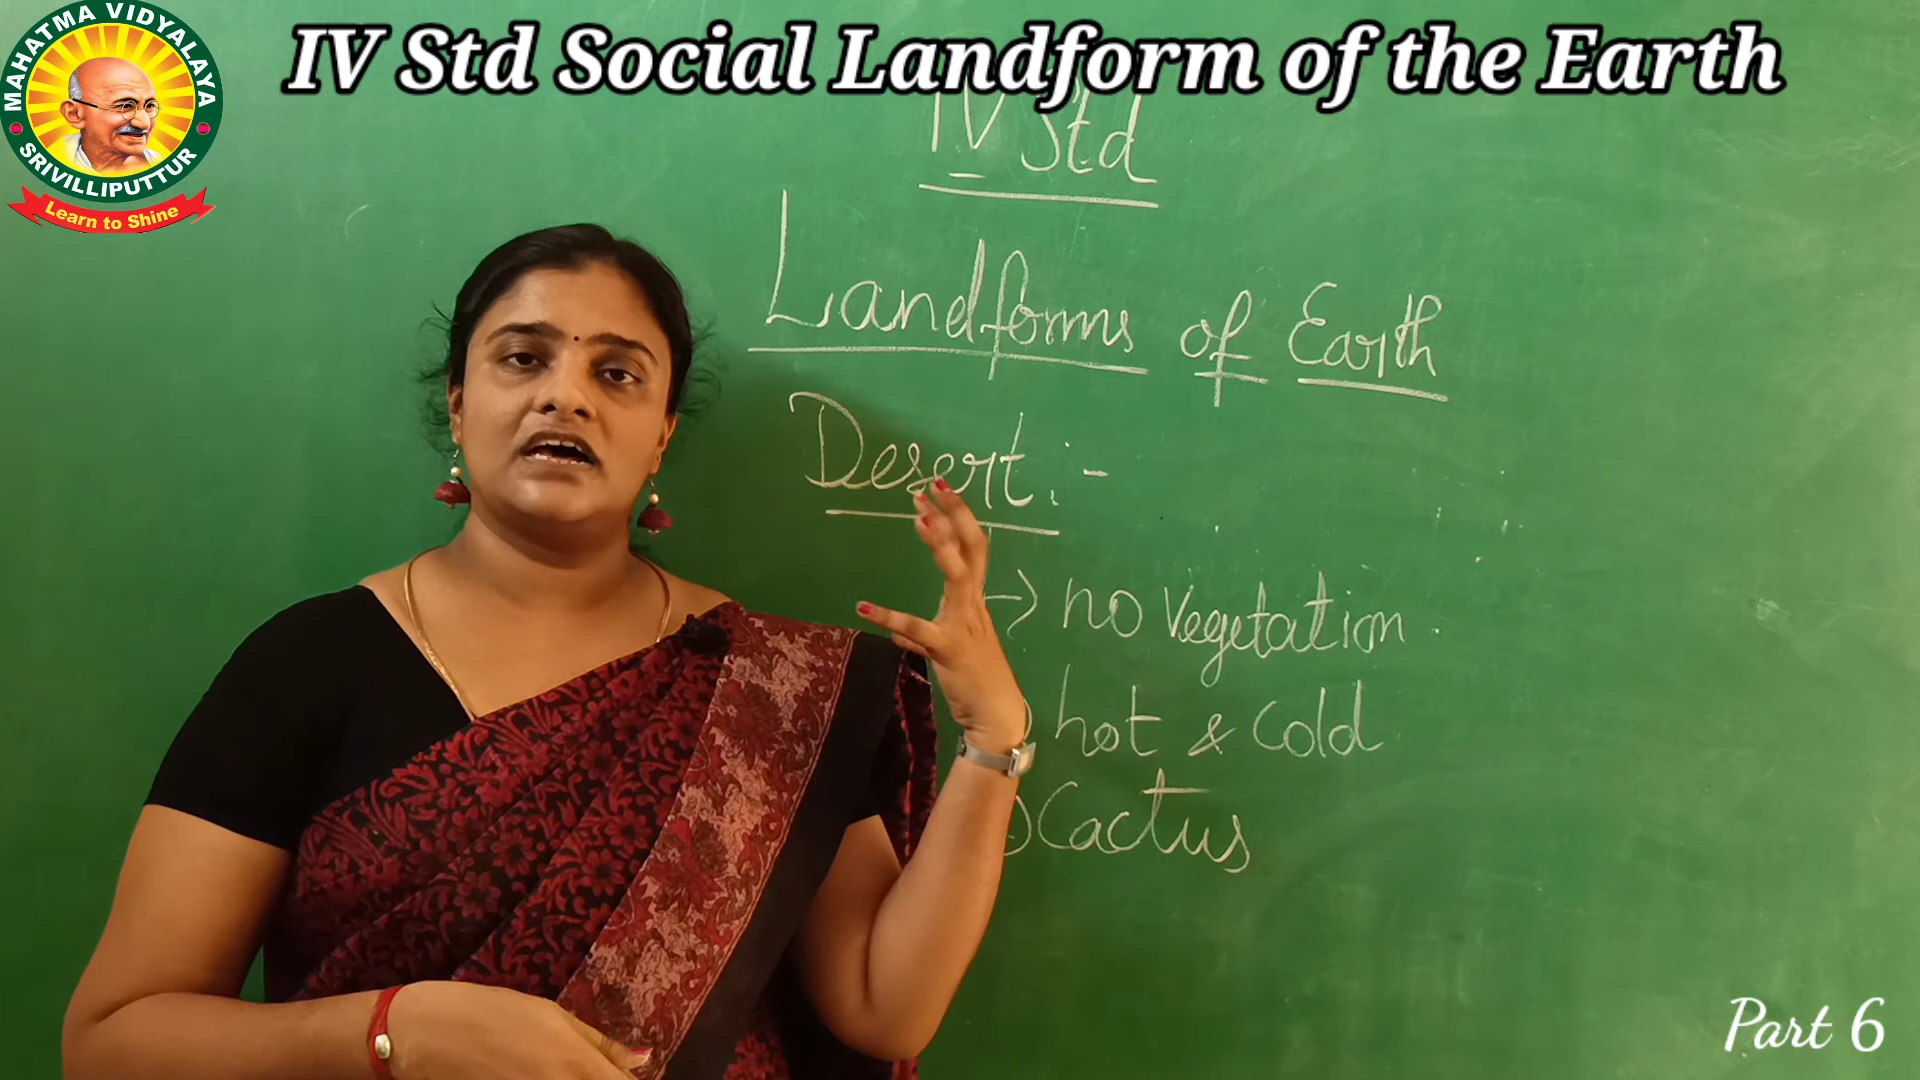 MAHATMA VIDYALAYA
SRIVILLIPUTTUR
Learn to Shine
IV Std Social Landform of the Earth
IV Std
Landforms of Earth
Desert :-
→ no vegetation.
hot & cold
Cactus
Part 6